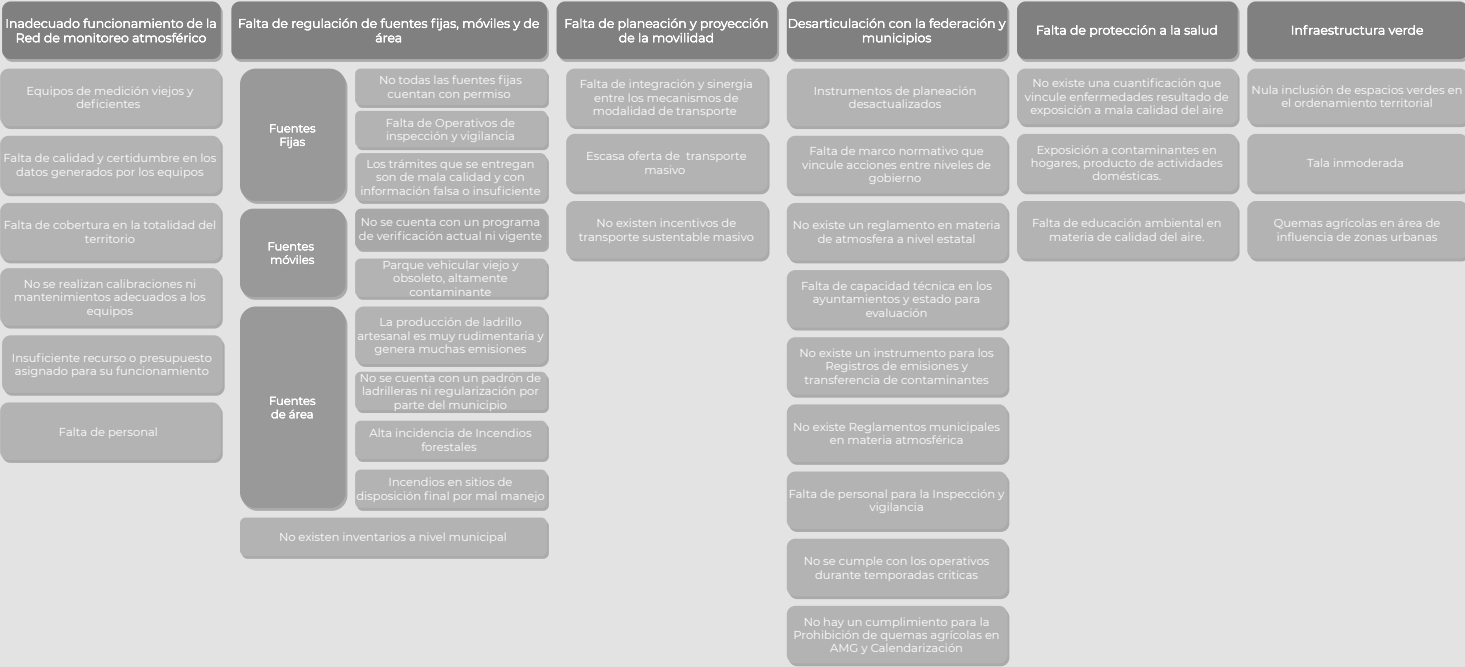 Inadecuado funcionamiento de la
Red de monitoreo atmosférico
Equipos de medición viejos y
deficientes
Falta de calidad y certidumbre en los
datos generados por los equipos
Falta de cobertura en la totalidad del
territorio
No se realizan calibraciones ni
mantenimientos adecuados a los
equipos
Insuficiente recurso o presupuesto
asignado para su funcionamiento
Falta de personal
Falta de regulación de fuentes fijas, móviles y de
área
Fuentes
Fijas
No todas las fuentes fijas
cuentan con permiso
Falta de Operativos de
inspección y vigilancia
Los trámites que se entregan
son de mala calidad y con
información falsa o insuficiente
Fuentes
móviles
No se cuenta con un programa
de verificación actual ni vigente
Parque vehicular viejo y
obsoleto, altamente
contaminante
Fuentes
de área
La producción de ladrillo
artesanal es muy rudimentaria y
genera muchas emisiones
No se cuenta con un padrón de
ladrilleras ni regularización por
parte del municipio
Alta incidencia de Incendios
forestales
Incendios en sitios de
disposición final por mal manejo
No existen inventarios a nivel municipal
Falta de planeación y proyección
de la movilidad
Falta de integración y sinergia
entre los mecanismos de
modalidad de transporte
Escasa oferta de transporte
masivo
No existen incentivos de
transporte sustentable masivo
Desarticulación con la federación y
municipios
Instrumentos de planeación
desactualizados
Falta de marco normativo que
vincule acciones entre niveles de
gobierno
No existe un reglamento en materia
de atmosfera a nivel estatal
Falta de capacidad técnica en los
ayuntamientos y estado para
evaluación
No existe un instrumento para los
Registros de emisiones y
transferencia de contaminantes
No existe Reglamentos municipales
en materia atmosférica
Falta de personal para la Inspección y
vigilancia
No se cumple con los operativos
durante temporadas criticas
No hay un cumplimiento para la
Prohibición de quemas agrícolas en
AMG y Calendarización
Falta de protección a la salud
No existe una cuantificación que
vincule enfermedades resultado de
exposición a mala calidad del aire
Exposición a contaminantes en
hogares, producto de actividades
domésticas.
Falta de educación ambiental en
materia de calidad del aire.
Infraestructura verde
Nula inclusión de espacios verdes en
el ordenamiento territorial
Tala inmoderada
Quemas agrícolas en área de
influencia de zonas urbanas